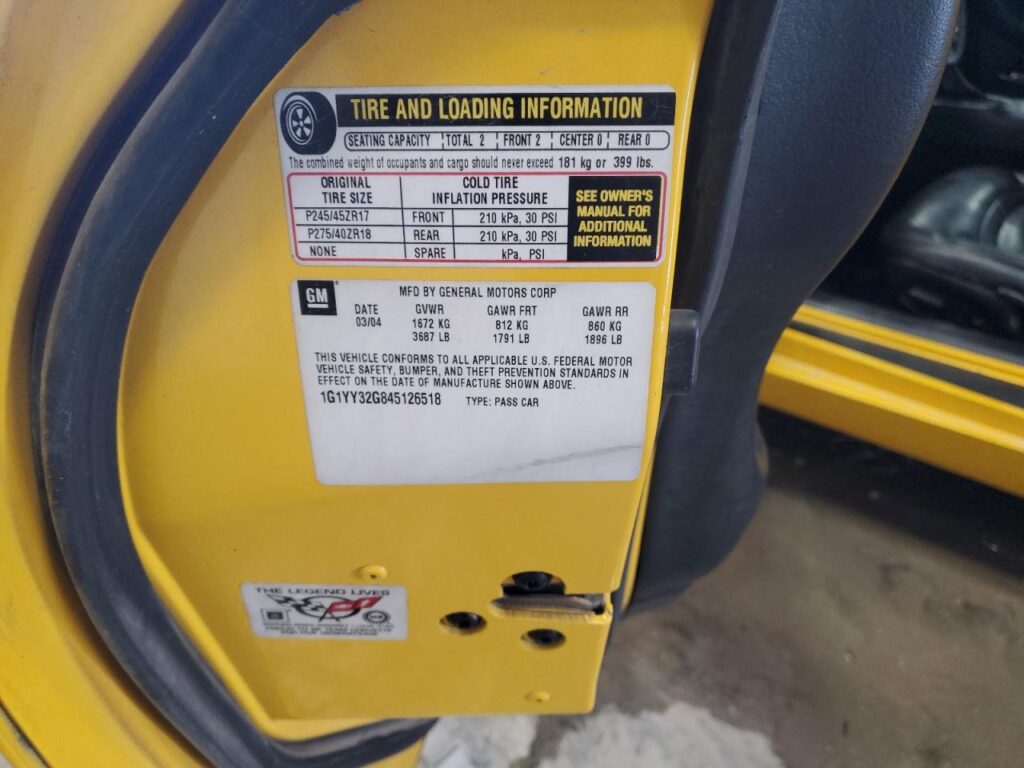 TIRE AND LOADING INFORMATION
SEATING CAPACITY TOTAL 2 FRONT 2 CENTER 0 REAR 0
The combined weight of occupants and cargo should never exceed 181 kg or 399 lbs.
ORIGINAL TIRE SIZE COLD TIRE INFLATION PRESSURE
P245/45ZR17 FRONT 210 kPa, 30 PSI
P275/40ZR18 REAR 210 kPa, 30 PSI
NONE SPARE kPa, PSI
SEE OWNER'S
MANUAL FOR
ADDITIONAL
INFORMATION
GM
MFD BY GENERAL MOTORS CORP
DATE GVWR GAWR FRT GAWR RR
03/04 1672 KG 812 KG 860 KG
3687 LB 1791 LB 1896 LB
THIS VEHICLE CONFORMS TO ALL APPLICABLE U.S. FEDERAL MOTOR
VEHICLE SAFETY, BUMPER, AND THEFT PREVENTION STANDARDS IN
EFFECT ON THE DATE OF MANUFACTURE SHOWN ABOVE.
1G1YY32G845126518 TYPE: PASS CAR
THE LEGEND LIVES